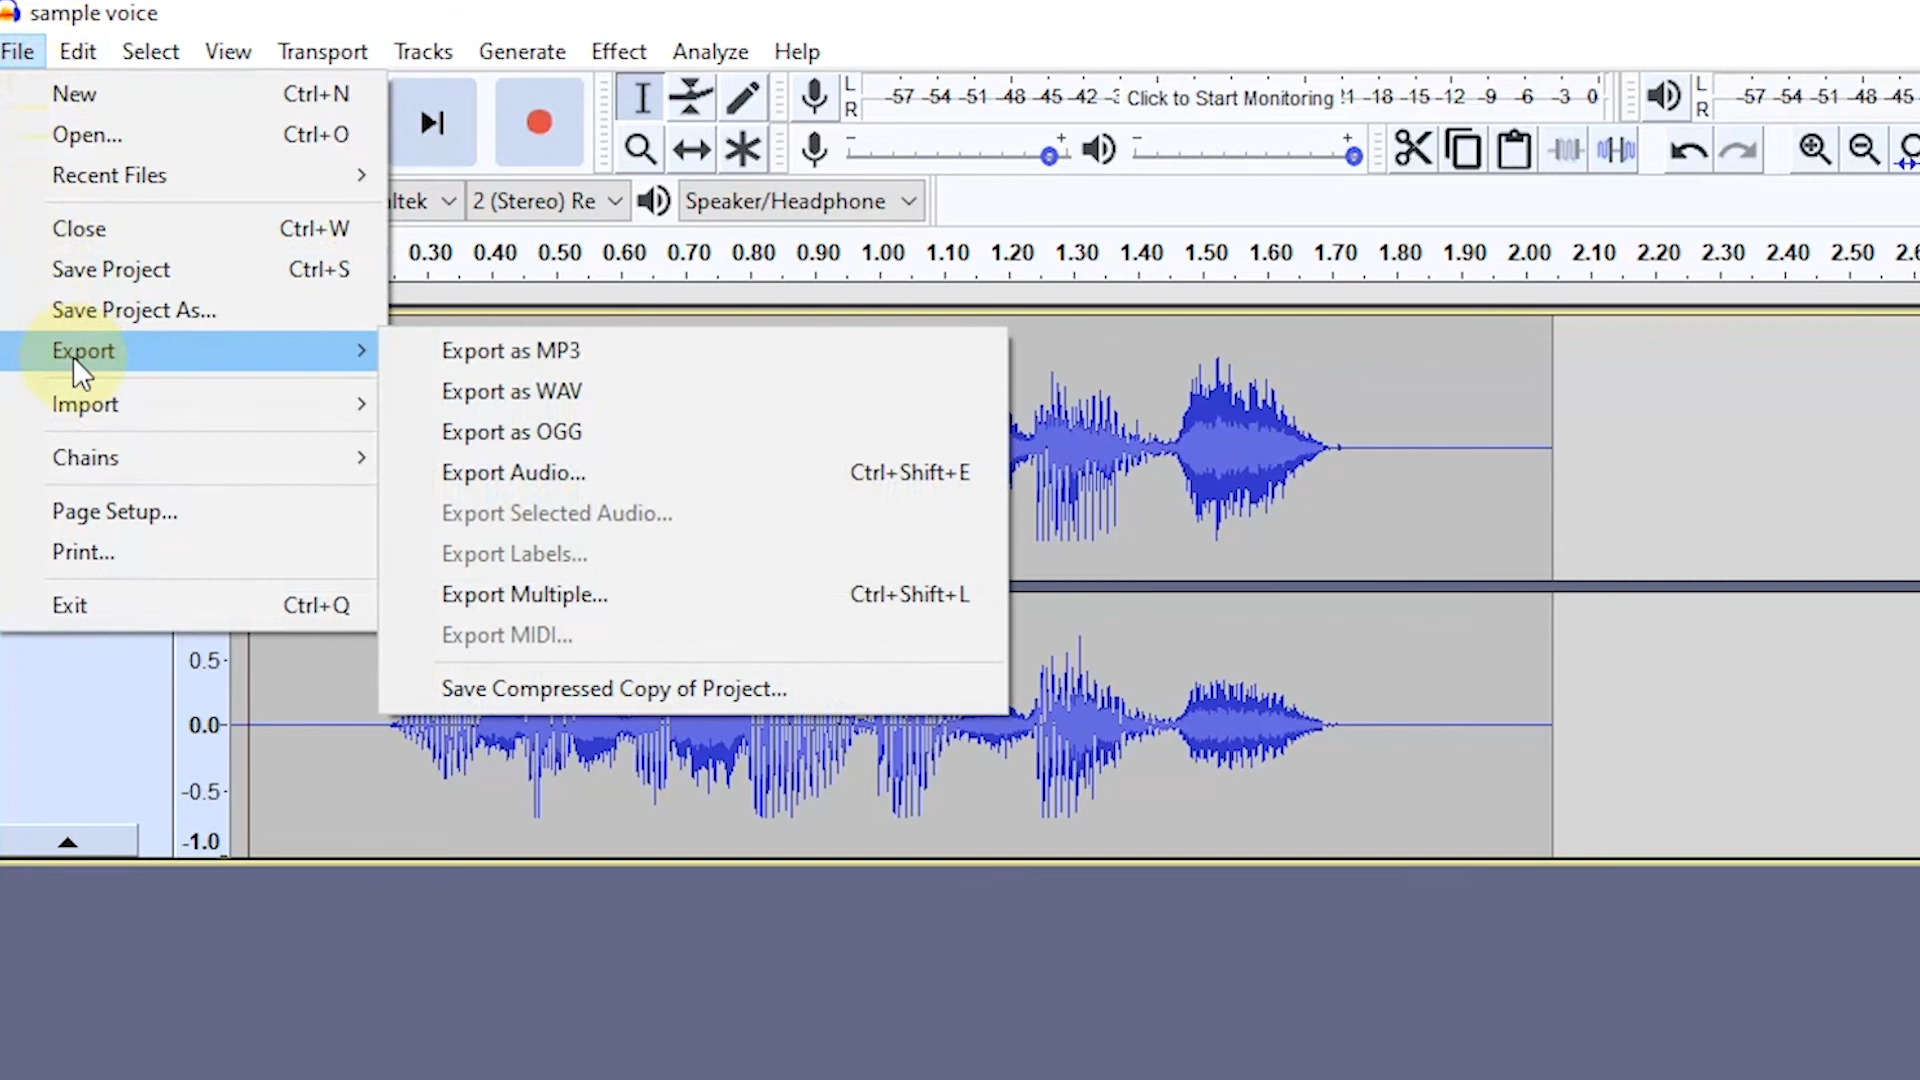 sample voice
File Edit Select View Transport Tracks Generate Effect Analyze Help
New Ctrl+N
Open... Ctrl+O
Recent Files
Close Ctrl+W
Save Project Ctrl+S
Save Project As...
Export
Import
Chains
Page Setup...
Print...
Exit Ctrl+Q
L
R
-57 -54 -51 -48 -45 -42 Click to Start Monitoring -18 -15 -12 -9 -6 -3 0
L
R
-57 -54 -51 -48 -45
2 (Stereo) Re Speaker/Headphone
0.30 0.40 0.50 0.60 0.70 0.80 0.90 1.00 1.10 1.20 1.30 1.40 1.50 1.60 1.70 1.80 1.90 2.00 2.10 2.20 2.30 2.40 2.50
Export as MP3
Export as WAV
Export as OGG
Export Audio... Ctrl+Shift+E
Export Selected Audio...
Export Labels...
Export Multiple... Ctrl+Shift+L
Export MIDI...
Save Compressed Copy of Project...
0.5
0.0
-0.5
-1.0